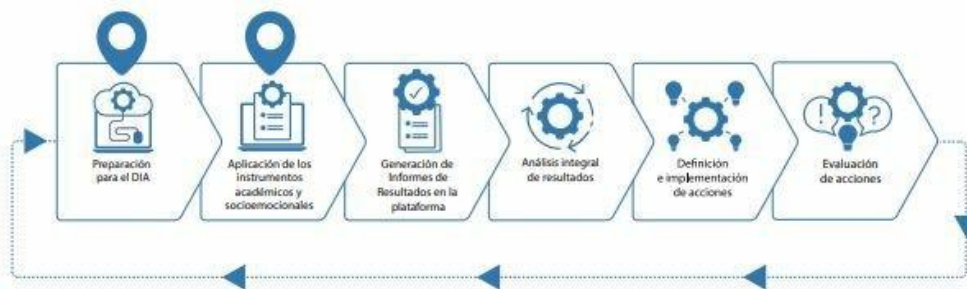 Preparación
para el DIA
Aplicación de los
instrumentos
académicos y
socioemocionales
Generación de
Informes de
Resultados en la
plataforma
Análisis integral
de resultados
Definición
e implementación
de acciones
Evaluación
de acciones